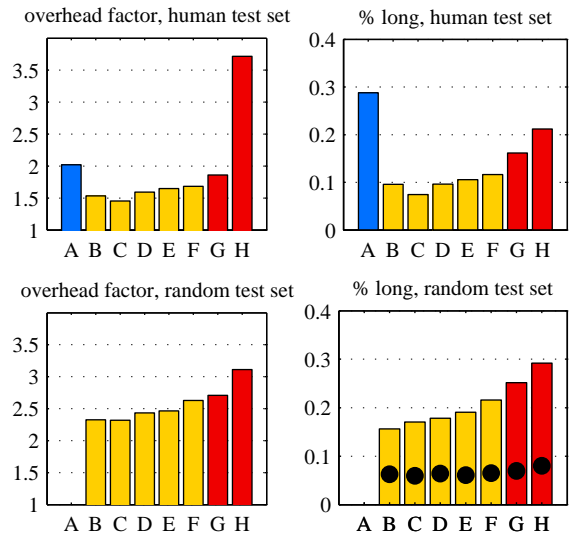 overhead factor, human test set
% long, human test set
3.5
3
2.5
2
1.5
1
A B C D E F G H
0.4
0.3
0.2
0.1
0
A B C D E F G H
overhead factor, random test set
% long, random test set
3.5
3
2.5
2
1.5
1
A B C D E F G H
0.4
0.3
0.2
0.1
0
A B C D E F G H